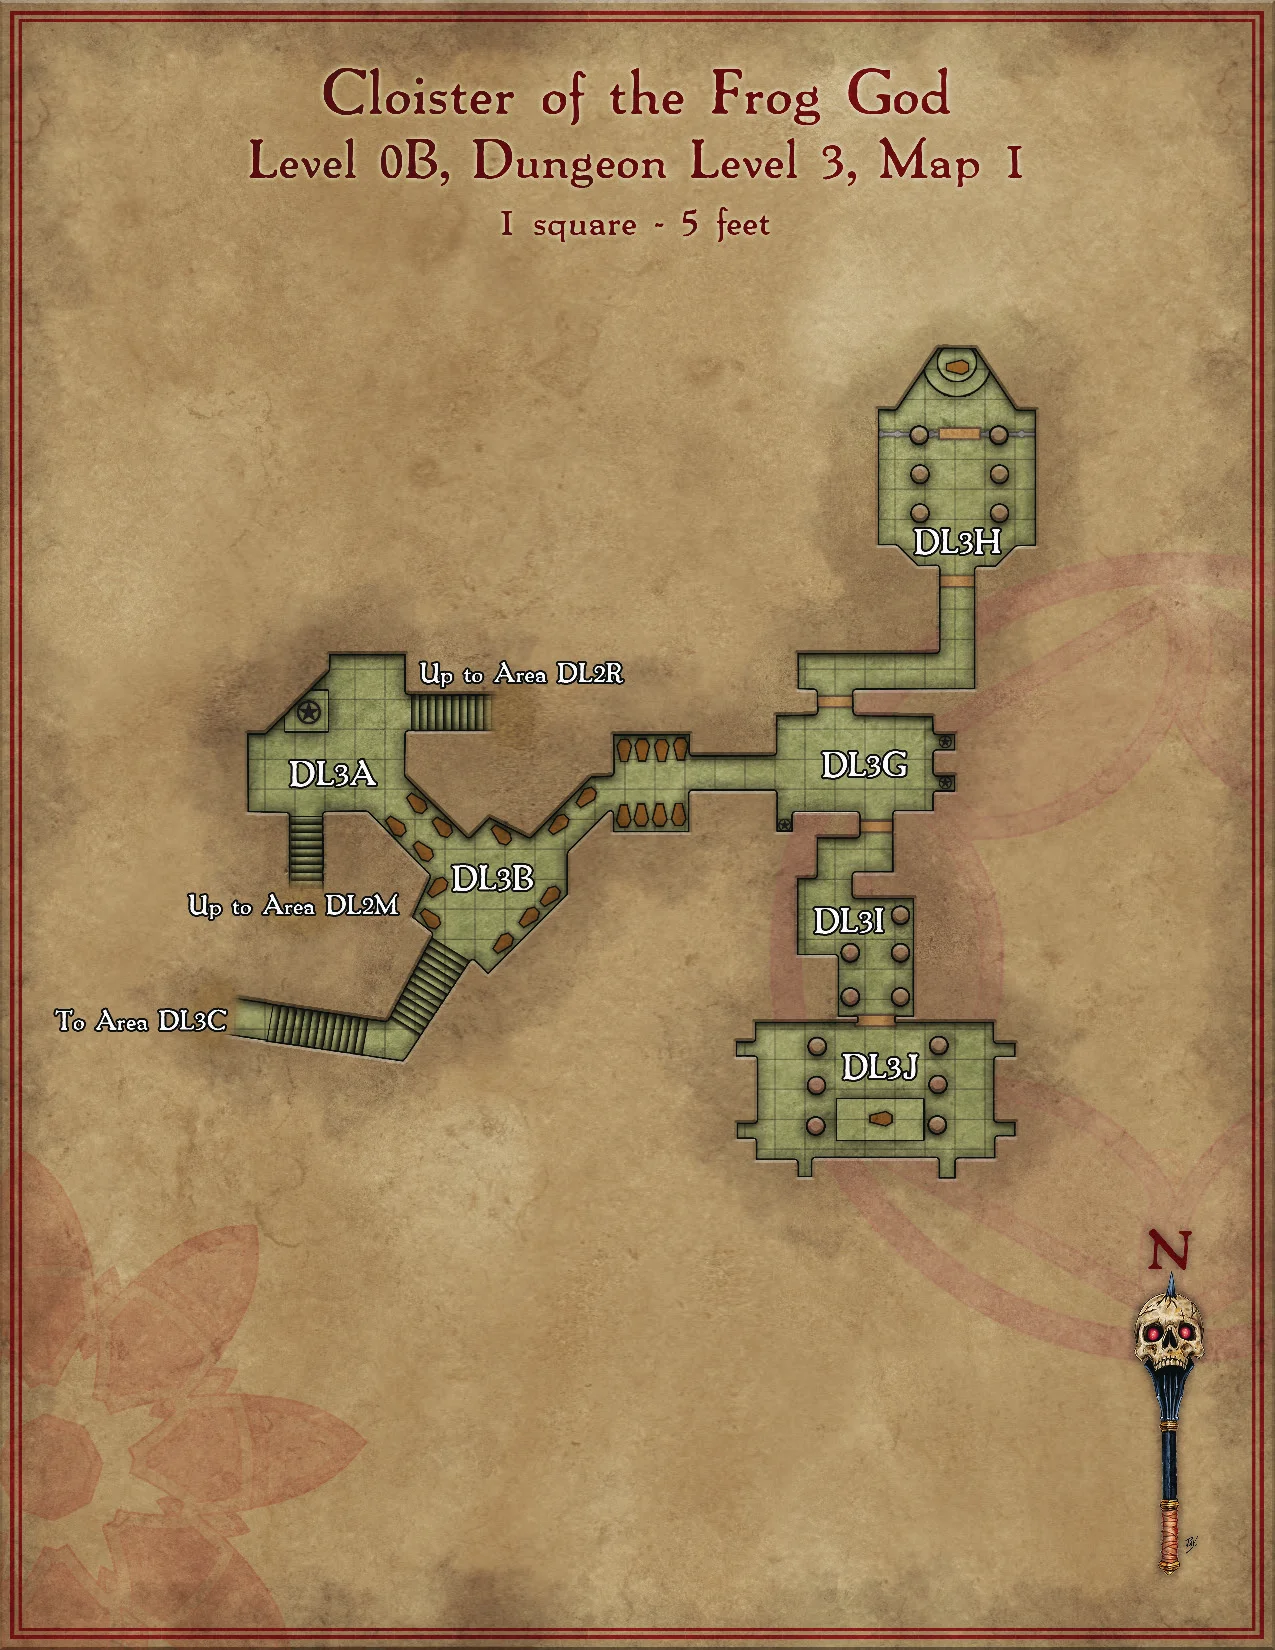 Cloister of the Frog God
Level 0B, Dungeon Level 3, Map 1
1 square - 5 feet
DL3H
Up to Area DL2R
DL3A
DL3G
DL3B
Up to Area DL2M
DL3I
To Area DL3C
DL3J
N